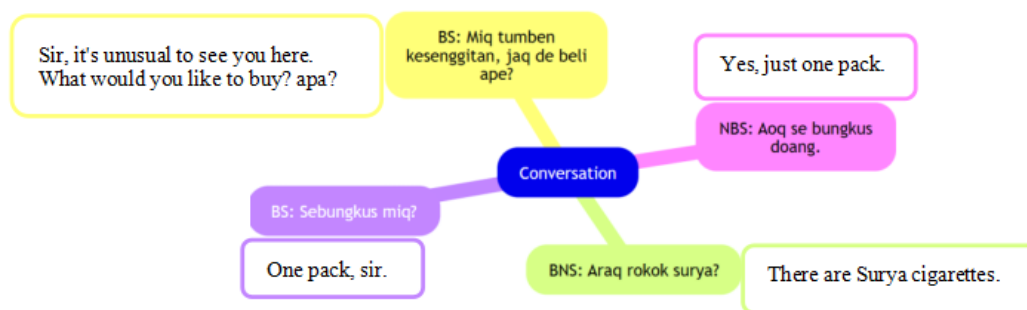 Sir, it's unusual to see you here.
What would you like to buy? apa?
BS: Miq tumben
kesenggitan, jaq de beli
ape?
Yes, just one pack.
NBS: Aoq se bungkus
doang.
Conversation
BS: Sebungkus miq?
One pack, sir.
BNS: Araq rokok surya?
There are Surya cigarettes.